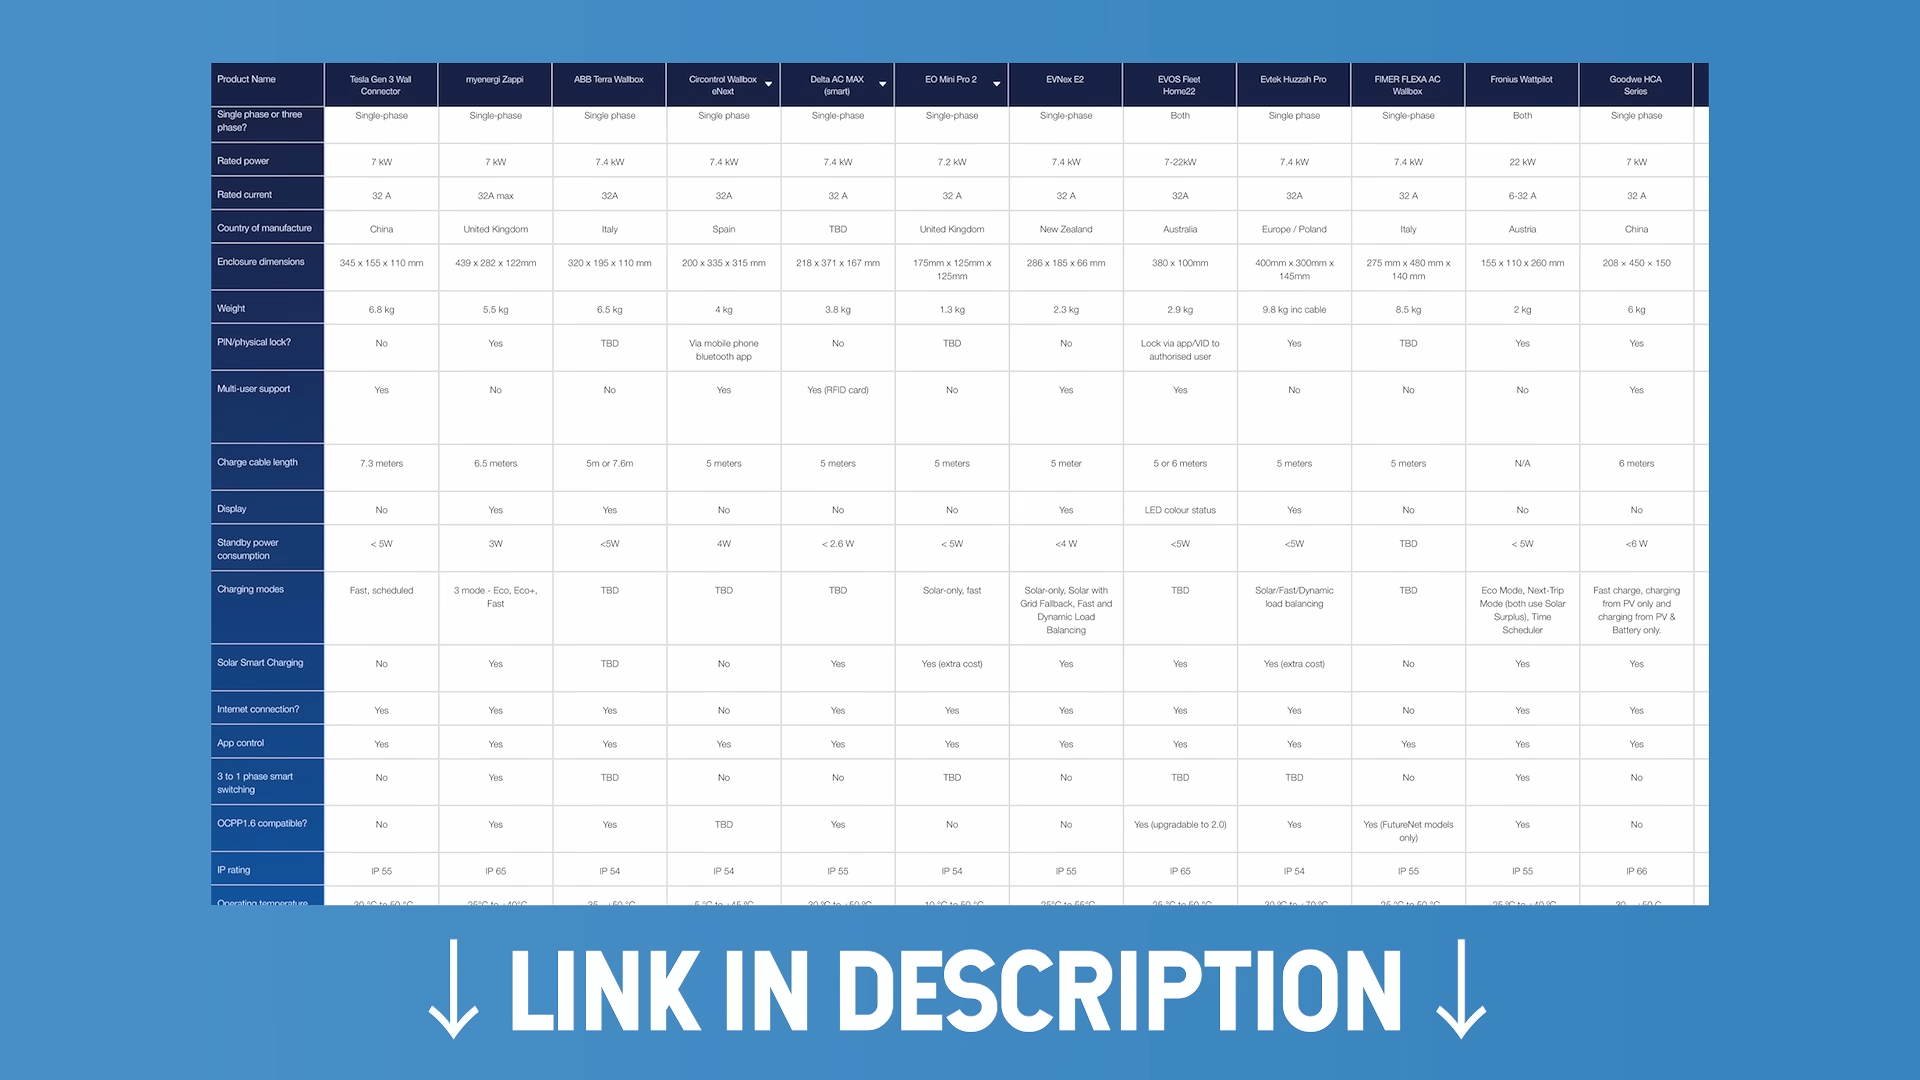 Product Name Tesla Gen 3 Wall Connector myenergi Zappi ABB Terra Wallbox Circontrol Wallbox eNext Delta AC MAX (smart) EO Mini Pro 2 EVNex E2 EVOS Fleet Home22 Evtek Huzzah Pro FIMER FLEXA AC Wallbox Fronius Wattpilot Goodwe HCA Series
Single phase or three phase? Single-phase Single-phase Single phase Single phase Single-phase Single-phase Single-phase Both Single phase Single-phase Both Single phase
Rated power 7 kW 7 kW 7.4 kW 7.4 kW 7.4 kW 7.2 kW 7.4 kW 7-22kW 7.4 kW 7.4 kW 22 kW 7 kW
Rated current 32 A 32A max 32A 32A 32 A 32 A 32 A 32A 32A 32 A 6-32 A 32 A
Country of manufacture China United Kingdom Italy Spain TBD United Kingdom New Zealand Australia Europe / Poland Italy Austria China
Enclosure dimensions 345 x 155 x 110 mm 439 x 282 x 122mm 320 x 195 x 110 mm 200 x 335 x 315 mm 218 x 371 x 167 mm 175mm x 125mm x 125mm 286 x 185 x 66 mm 380 x 100mm 400mm x 300mm x 145mm 275 mm x 480 mm x 140 mm 155 x 110 x 260 mm 208 × 450 × 150
Weight 6.8 kg 5.5 kg 6.5 kg 4 kg 3.8 kg 1.3 kg 2.3 kg 2.9 kg 9.8 kg inc cable 8.5 kg 2 kg 6 kg
PIN/physical lock? No Yes TBD Via mobile phone bluetooth app No TBD No Lock via app/VID to authorised user Yes TBD Yes Yes
Multi-user support Yes No No Yes Yes (RFID card) No Yes Yes No No No Yes
Charge cable length 7.3 meters 6.5 meters 5m or 7.6m 5 meters 5 meters 5 meters 5 meter 5 or 6 meters 5 meters 5 meters N/A 6 meters
Display No Yes Yes No No No Yes LED colour status Yes No No No
Standby power consumption < 5W 3W <5W 4W < 2.6 W < 5W <4 W <5W <5W TBD < 5W <6 W
Charging modes Fast, scheduled 3 mode - Eco, Eco+, Fast TBD TBD TBD Solar-only, fast Solar-only, Solar with Grid Fallback, Fast and Dynamic Load Balancing TBD Solar/Fast/Dynamic load balancing TBD Eco Mode, Next-Trip Mode (both use Solar Surplus), Time Scheduler Fast charge, charging from PV only and charging from PV & Battery only.
Solar Smart Charging No Yes TBD No Yes Yes (extra cost) Yes Yes Yes (extra cost) No Yes Yes
Internet connection? Yes Yes Yes No Yes Yes Yes Yes Yes No Yes Yes
App control Yes Yes Yes Yes Yes Yes Yes Yes Yes Yes Yes Yes
3 to 1 phase smart switching No Yes TBD No No TBD No TBD TBD No Yes No
OCPP1.6 compatible? No Yes Yes TBD Yes No No Yes (upgradable to 2.0) Yes Yes (FutureNet models only) Yes No
IP rating IP 55 IP 65 IP 54 IP 54 IP 55 IP 54 IP 55 IP 65 IP 54 IP 55 IP 55 IP 66
Operating temperature
↓ LINK IN DESCRIPTION ↓